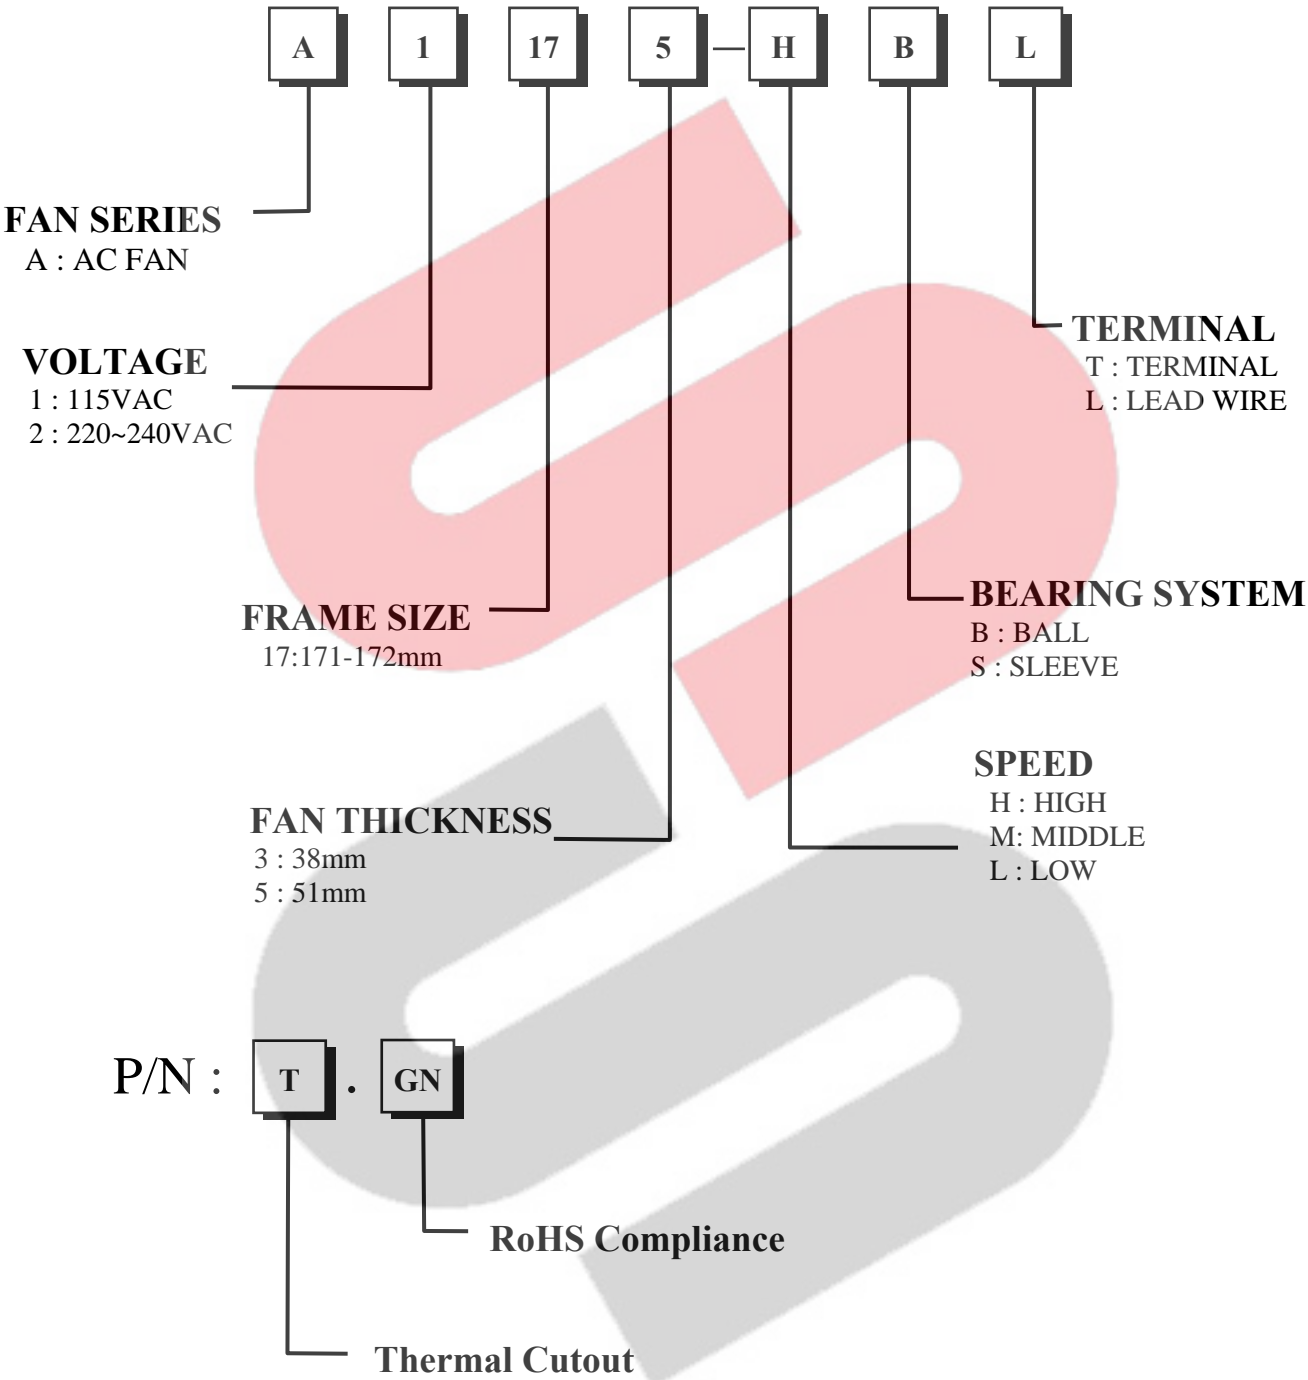 A 1 17 5 — H B L
FAN SERIES
A : AC FAN
VOLTAGE
1 : 115VAC
2 : 220~240VAC
TERMINAL
T : TERMINAL
L : LEAD WIRE
FRAME SIZE
17:171-172mm
BEARING SYSTEM
B : BALL
S : SLEEVE
SPEED
H : HIGH
M: MIDDLE
L : LOW
FAN THICKNESS
3 : 38mm
5 : 51mm
P/N : T . GN
RoHS Compliance
Thermal Cutout